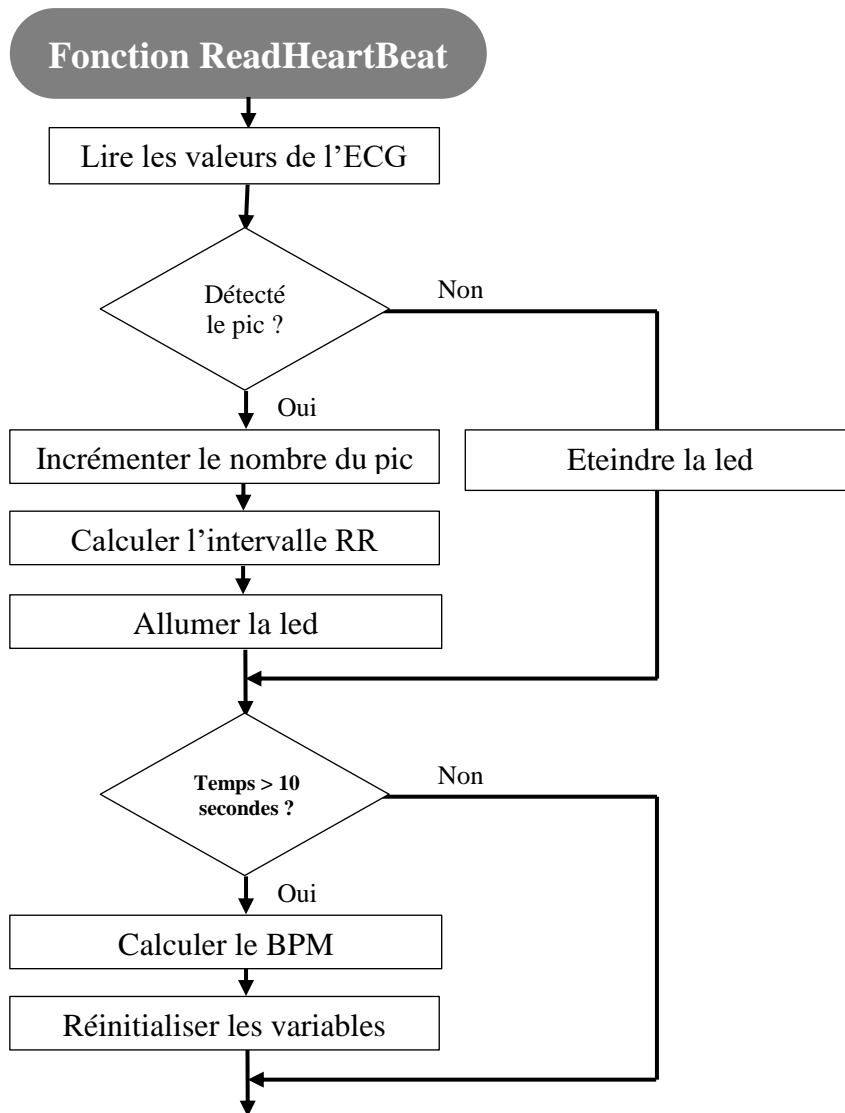 Fonction ReadHeartBeat
Lire les valeurs de l’ECG
Détecté
le pic ?
Non
Oui
Incrémenter le nombre du pic
Eteindre la led
Calculer l’intervalle RR
Allumer la led
Temps > 10
secondes ?
Non
Oui
Calculer le BPM
Réinitialiser les variables